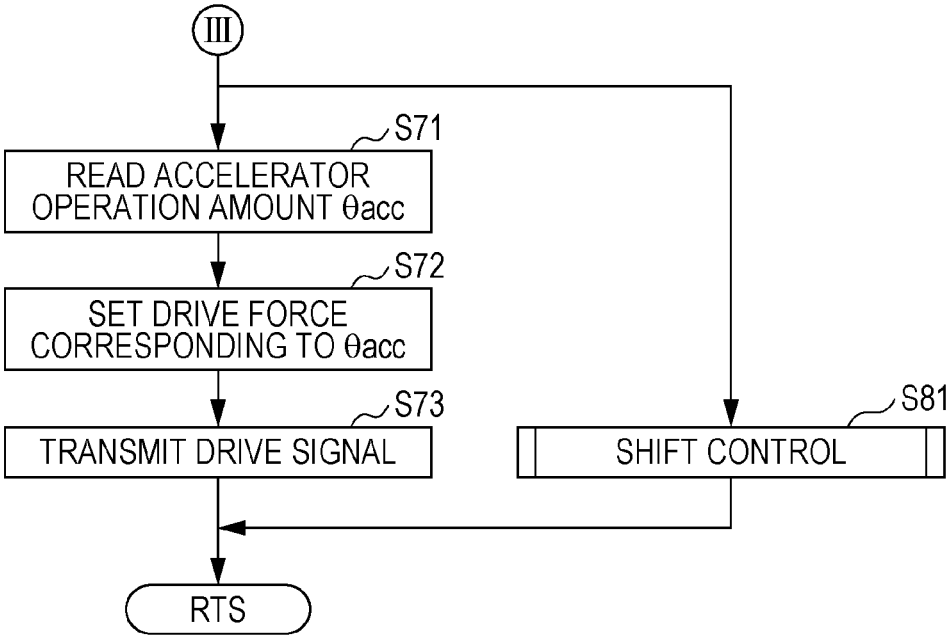 III
S71
READ ACCELERATOR
OPERATION AMOUNT θacc
S72
SET DRIVE FORCE
CORRESPONDING TO θacc
S73
TRANSMIT DRIVE SIGNAL
S81
SHIFT CONTROL
RTS